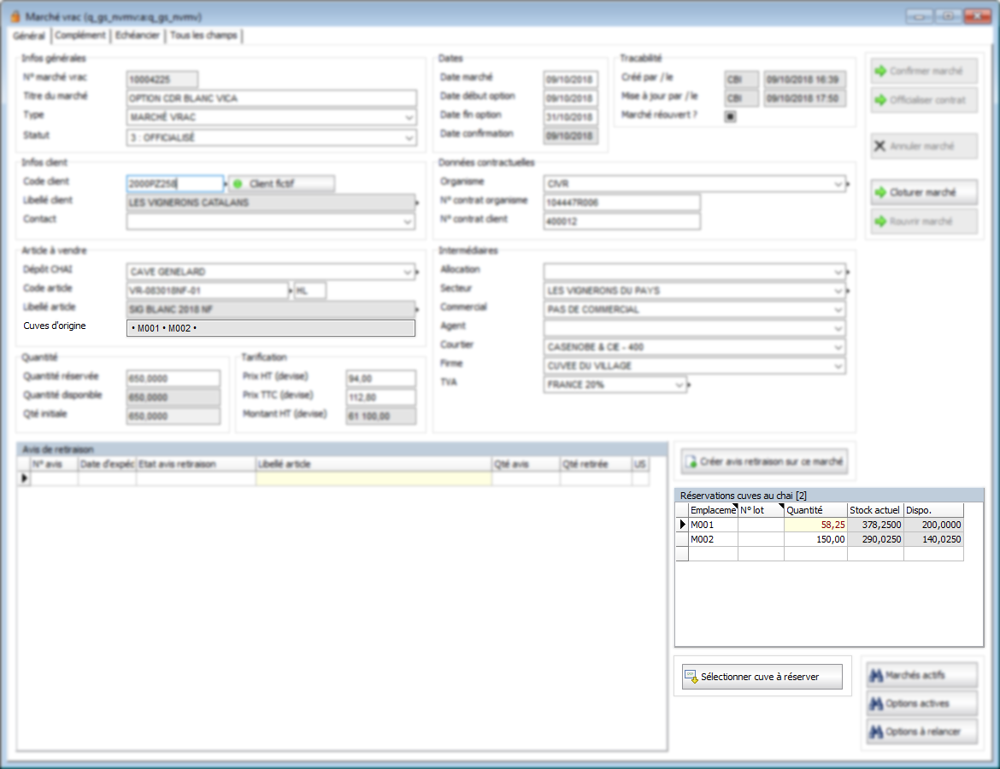 Marché vrac (q_gs_nvmv:a:q_gs_nvmv)
Général Complément Echéancier Tous les champs
Infos générales
N° marché vrac 10004225
Titre du marché OPTION CDR BLANC VICA
Type MARCHÉ VRAC
Statut 3 : OFFICIALISÉ
Dates
Date marché 09/10/2018
Date début option 09/10/2018
Date fin option 31/10/2018
Date confirmation 09/10/2018
Tracabilité
Créé par / le CBI 09/10/2018 16:39
Mise à jour par / le CBI 09/10/2018 17:50
Marché réouvert ?
Confirmer marché
Officialiser contrat
Annuler marché
Cloturer marché
Rouvrir marché
Infos client
Code client 2000PZ258 Client fictif
Libellé client LES VIGNERONS CATALANS
Contact
Données contractuelles
Organisme CIVR
N° contrat organisme 104447R006
N° contrat client 400012
Article à vendre
Dépôt CHAI CAVE GENELARD
Code article VR-083018NF-01 HL
Libellé article SIG BLANC 2018 NF
Cuves d'origine • M001 • M002 •
Intermédiaires
Allocation
Secteur LES VIGNERONS DU PAYS
Commercial PAS DE COMMERCIAL
Agent
Courtier CASENOBE & CIE - 400
Firme CUVEE DU VILLAGE
TVA FRANCE 20%
Quantité
Quantité réservée 650,0000
Quantité disponible 650,0000
Qté initiale 650,0000
Tarification
Prix HT (devise) 94,00
Prix TTC (devise) 112,80
Montant HT (devise) 61 100,00
Avis de retiraison
N° avis Date d'expéc Etat avis retiraison Libellé article Qté avis Qté retirée US
Créer avis retiraison sur ce marché
Réservations cuves au chai [2]
Emplaceme N° lot Quantité Stock actuel Dispo.
M001 58,25 378,2500 200,0000
M002 150,00 290,0250 140,0250
Sélectionner cuve à réserver
Marchés actifs
Options actives
Options à relancer